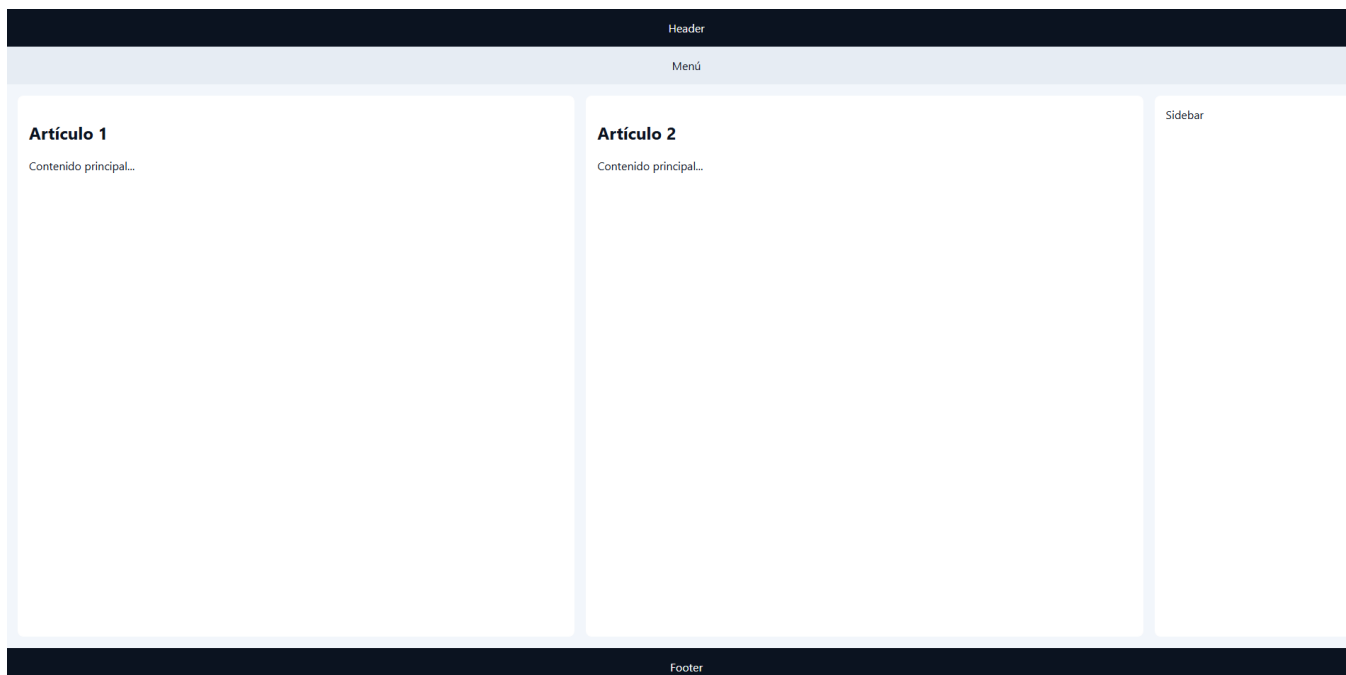 Header
Menú
Artículo 1
Contenido principal...
Artículo 2
Contenido principal...
Sidebar
Footer